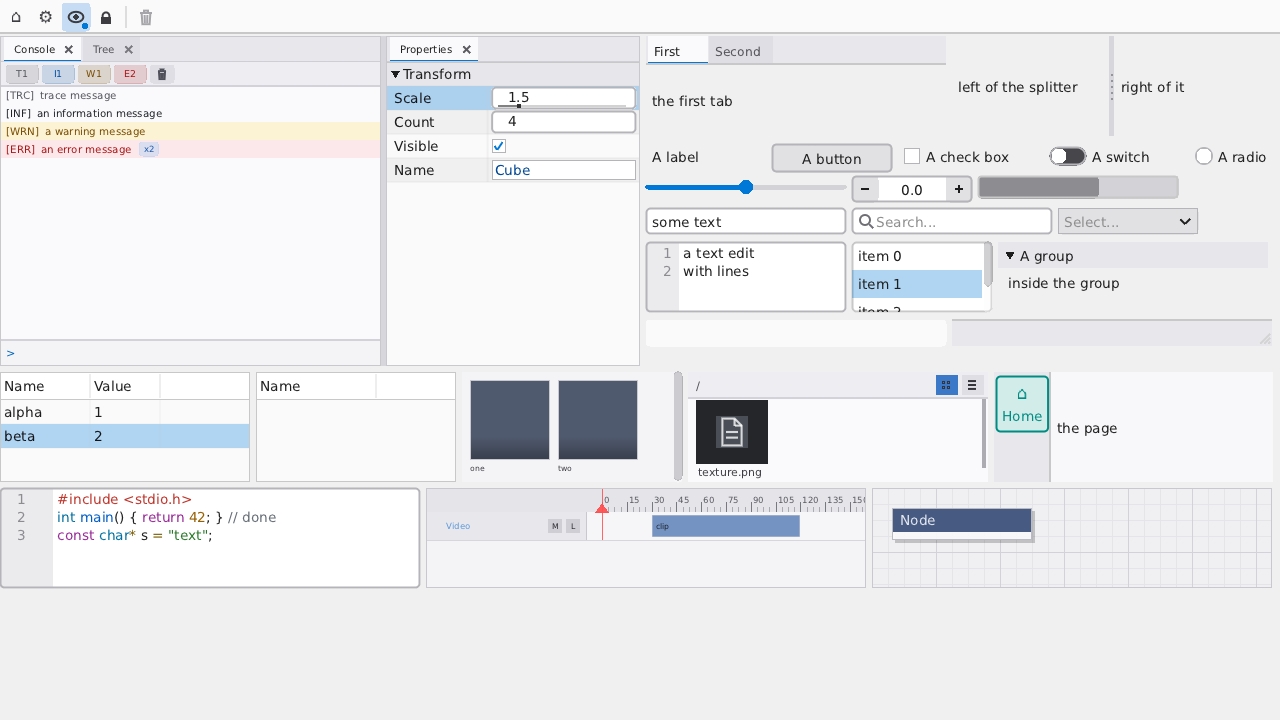 Console
Tree
T1
I1
W1
E2
[TRC] trace message
[INF] an information message
[WRN] a warning message
[ERR] an error message x2
>
Properties
Transform
Scale 1.5
Count 4
Visible
Name Cube
First
Second
the first tab
left of the splitter
right of it
A label
A button
A check box
A switch
A radio
− 0.0 +
some text
Search...
Select...
1 a text edit
2 with lines
item 0
item 1
item 2
A group
inside the group
Name Value
alpha 1
beta 2
Name
one
two
/
texture.png
Home
the page
1 #include <stdio.h>
2 int main() { return 42; } // done
3 const char* s = "text";
0 15 30 45 60 75 90 105 120 135
Video M L
clip
Node